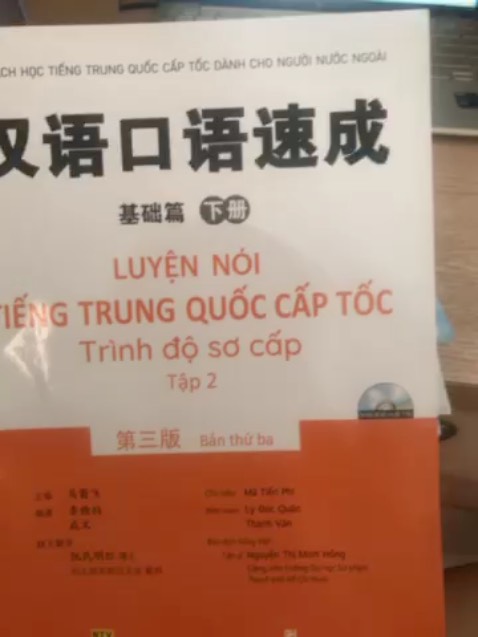 CH HỌC TIẾNG TRUNG QUỐC CẤP TỐC DÀNH CHO NGƯỜI NƯỚC NGOÀI
汉语口语速成
基础篇 下册
LUYỆN NÓI
TIẾNG TRUNG QUỐC CẤP TỐC
Trình độ sơ cấp
Tập 2
第三版 Bản thứ ba
Mã Tiễn Phi
Lý Đức Quân
Thành Văn
Nguyễn Thị Minh Hồng